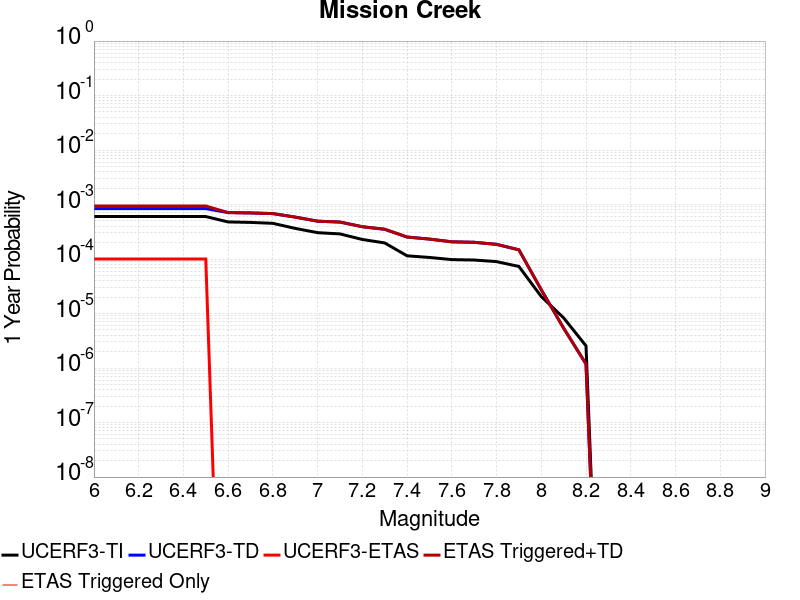 Mission Creek
10^0
10^-1
10^-2
10^-3
10^-4
10^-5
10^-6
10^-7
10^-8
1 Year Probability
6 6.2 6.4 6.6 6.8 7 7.2 7.4 7.6 7.8 8 8.2 8.4 8.6 8.8 9
Magnitude
UCERF3-TI UCERF3-TD UCERF3-ETAS ETAS Triggered+TD
ETAS Triggered Only